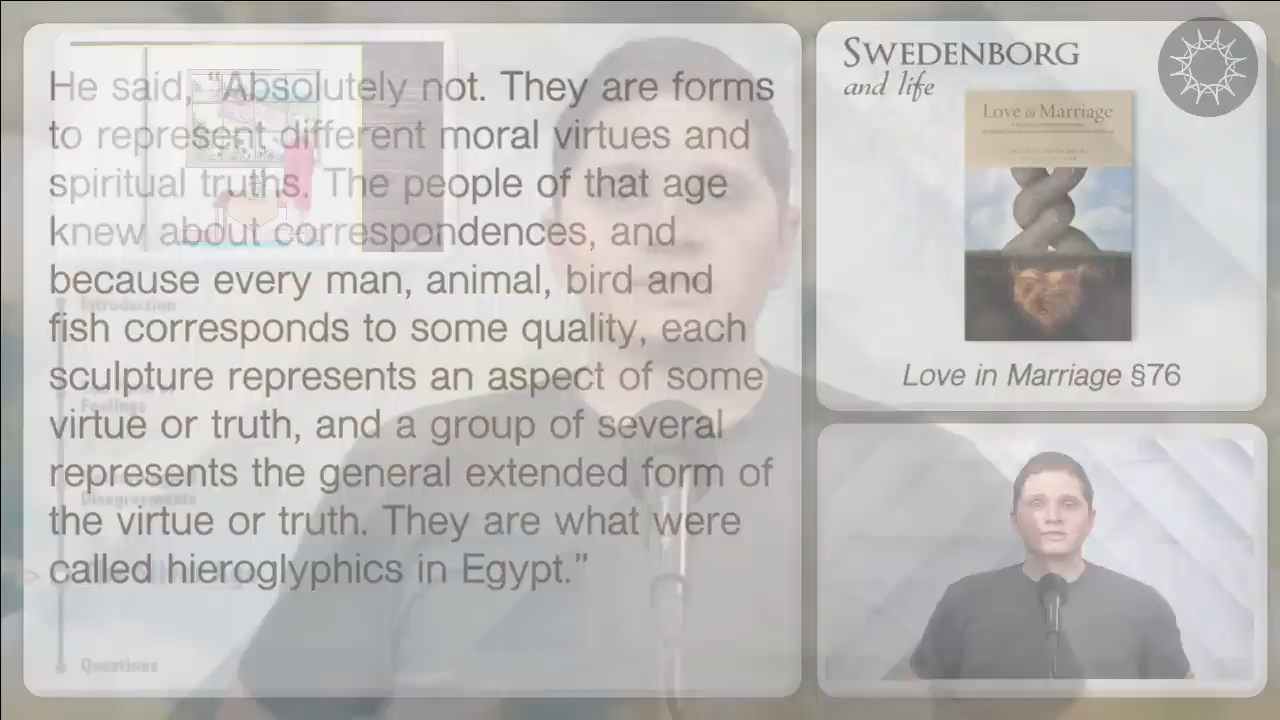 He said, "Absolutely not. They are forms
to represent different moral virtues and
spiritual truths. The people of that age
knew about correspondences, and
because every man, animal, bird and
fish corresponds to some quality, each
sculpture represents an aspect of some
virtue or truth, and a group of several
represents the general extended form of
the virtue or truth. They are what were
called hieroglyphics in Egypt."
Introduction
Feelings
Disagreements
Questions
SWEDENBORG
and life
Love in Marriage
Love in Marriage §76